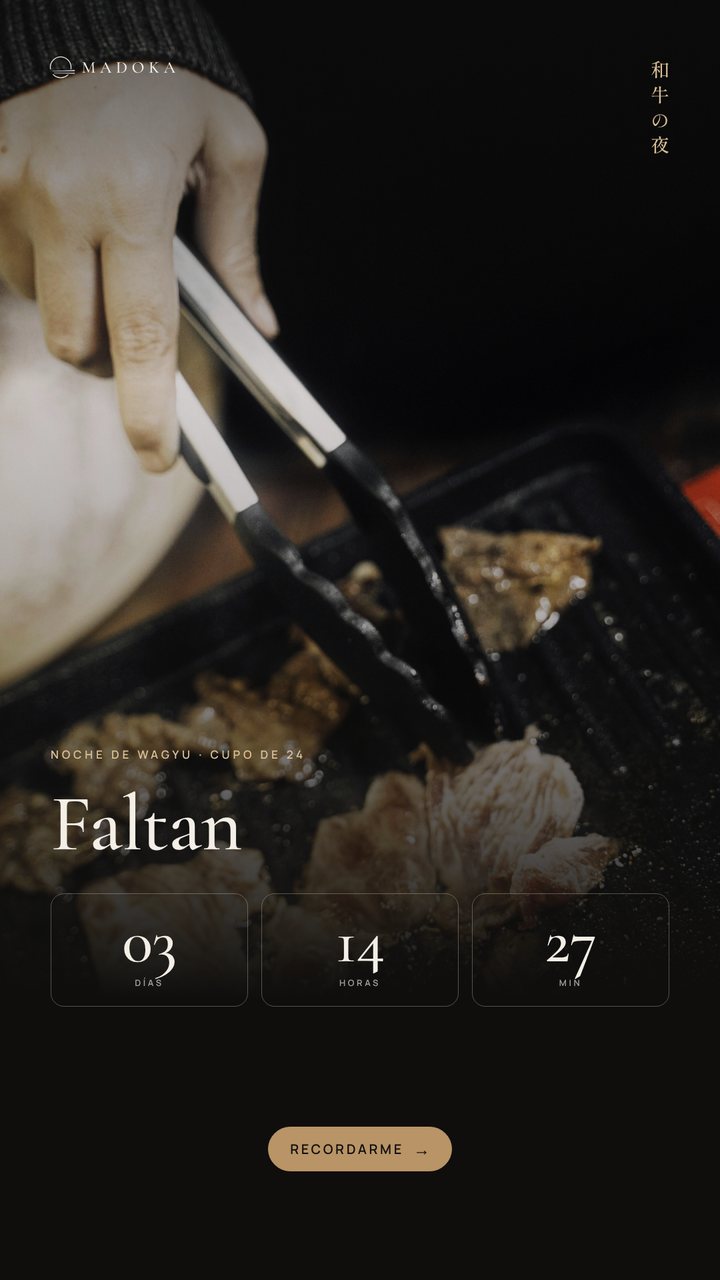 MADOKA
和牛の夜
NOCHE DE WAGYU · CUPO DE 24
Faltan
03
DÍAS
14
HORAS
27
MIN
RECORDARME →